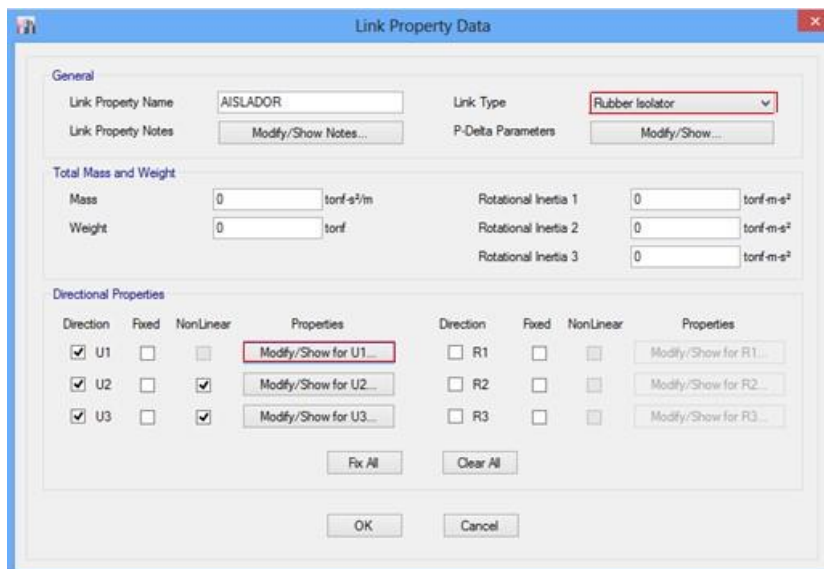 Link Property Data
General
Link Property Name AISLADOR Link Type Rubber Isolator
Link Property Notes Modify/Show Notes... P-Delta Parameters Modify/Show...
Total Mass and Weight
Mass 0 tonf-s²/m Rotational Inertia 1 0 tonf-m-s²
Weight 0 tonf Rotational Inertia 2 0 tonf-m-s²
Rotational Inertia 3 0 tonf-m-s²
Directional Properties
Direction Fixed NonLinear Properties Direction Fixed NonLinear Properties
U1 Modify/Show for U1... R1 Modify/Show for R1...
U2 Modify/Show for U2... R2 Modify/Show for R2...
U3 Modify/Show for U3... R3 Modify/Show for R3...
Fix All Clear All
OK Cancel